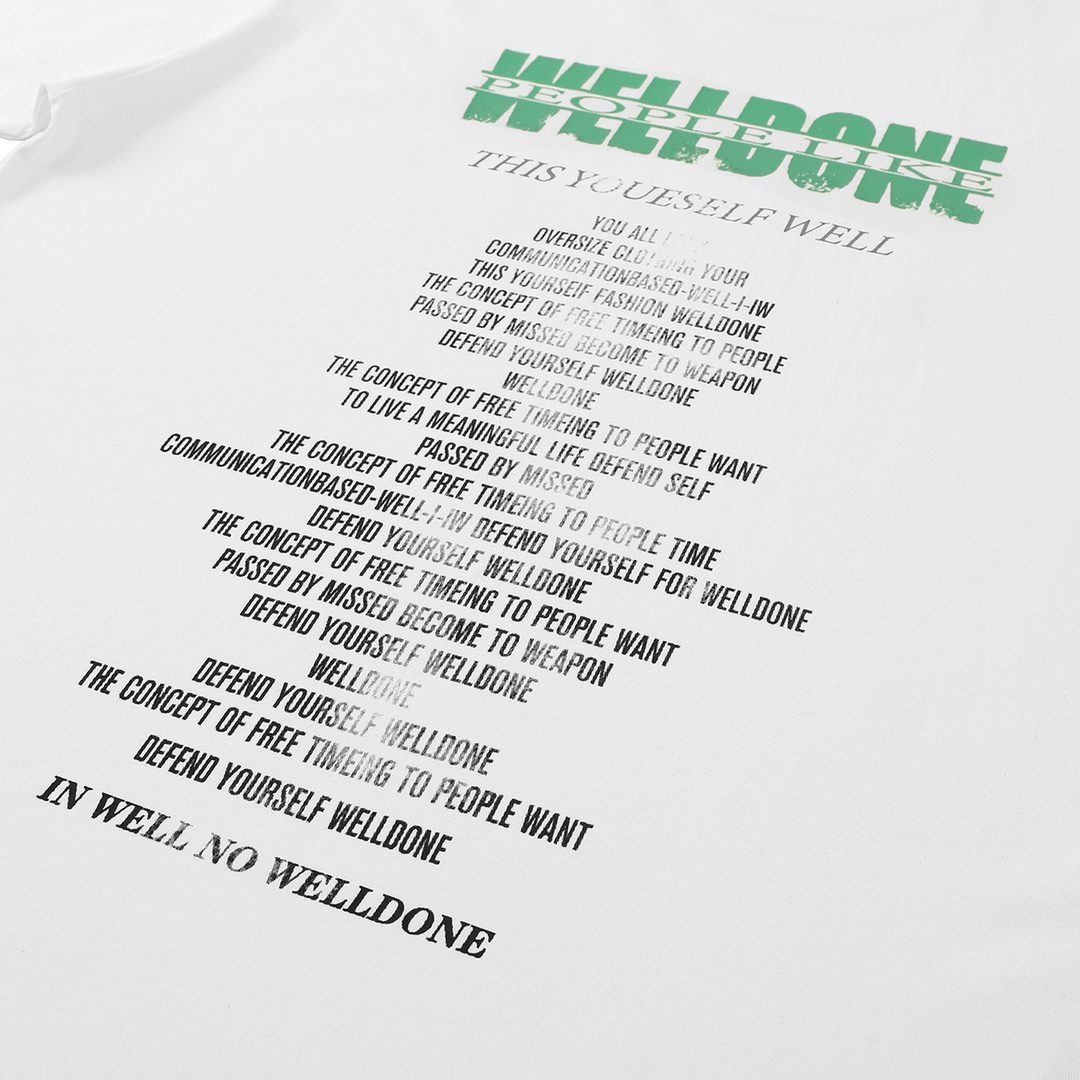 WELLDONE
PEOPLE LIKE
THIS YOUESELF WELL
YOU ALL
OVERSIZE CLOTHING YOUR
COMMUNICATIONBASED-WELL-I-IW
THIS YOURSEIF FASHION WELLDONE
THE CONCEPT OF FREE TIMEING TO PEOPLE
PASSED BY MISSED BECOME TO WEAPON
DEFEND YOURSELF WELLDONE
WELLDONE
THE CONCEPT OF FREE TIMEING TO PEOPLE WANT
TO LIVE A MEANINGFUL LIFE DEFEND SELF
PASSED BY MISSED
THE CONCEPT OF FREE TIMEING TO PEOPLE TIME
COMMUNICATIONBASED-WELL-I-IW DEFEND YOURSELF FOR WELLDONE
DEFEND YOURSELF WELLDONE
THE CONCEPT OF FREE TIMEING TO PEOPLE WANT
PASSED BY MISSED BECOME TO WEAPON
DEFEND YOURSELF WELLDONE
WELLDONE
DEFEND YOURSELF WELLDONE
THE CONCEPT OF FREE TIMEING TO PEOPLE WANT
DEFEND YOURSELF WELLDONE
IN WELL NO WELLDONE